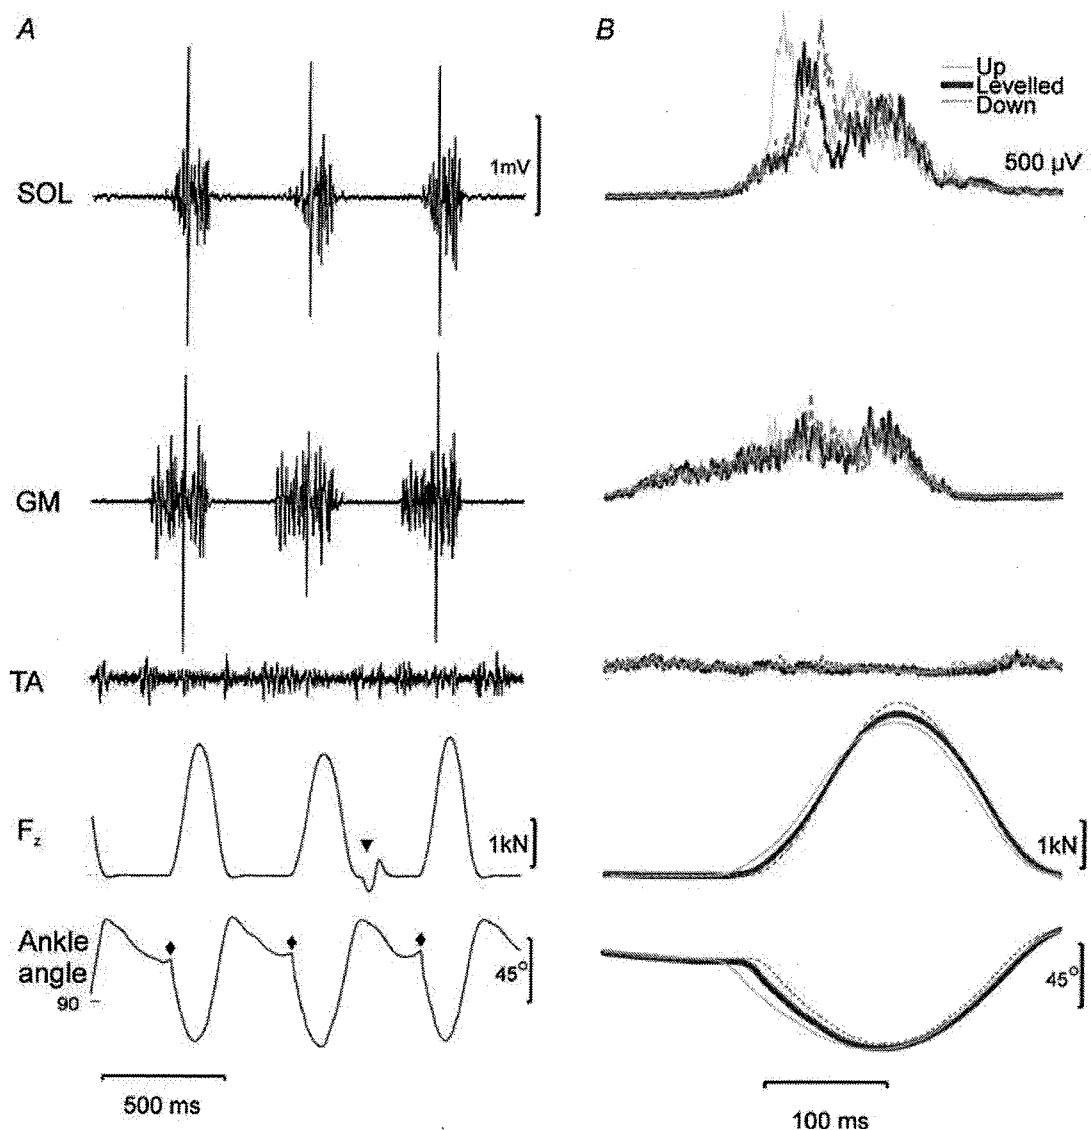 A
B
Up
Levelled
Down
SOL
1mV
500 µV
GM
TA
Fz
1kN
1kN
Ankle
angle
90
45°
45°
500 ms
100 ms